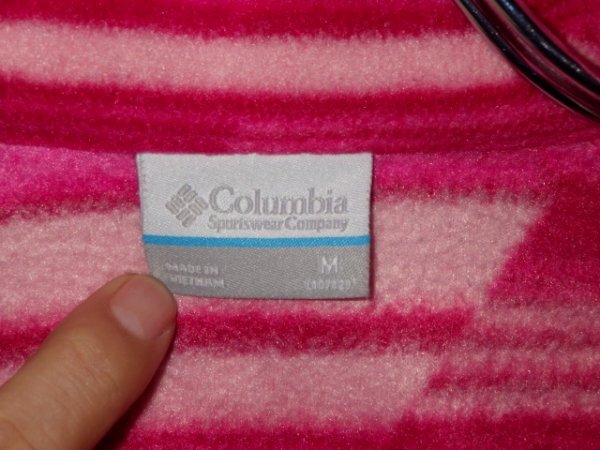 Columbia
Sportswear Company
MADE IN
VIETNAM
M